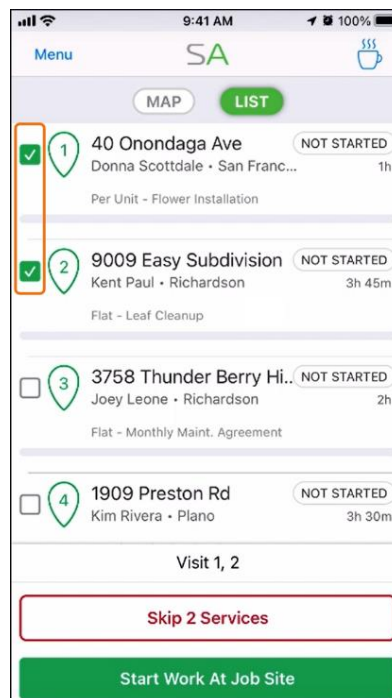 9:41 AM 100%
Menu SA
MAP LIST
1 40 Onondaga Ave NOT STARTED
Donna Scottdale • San Franc... 1h
Per Unit - Flower Installation
2 9009 Easy Subdivision NOT STARTED
Kent Paul • Richardson 3h 45m
Flat - Leaf Cleanup
3 3758 Thunder Berry Hi.. NOT STARTED
Joey Leone • Richardson 2h
Flat - Monthly Maint. Agreement
4 1909 Preston Rd NOT STARTED
Kim Rivera • Plano 3h 30m
Visit 1, 2
Skip 2 Services
Start Work At Job Site